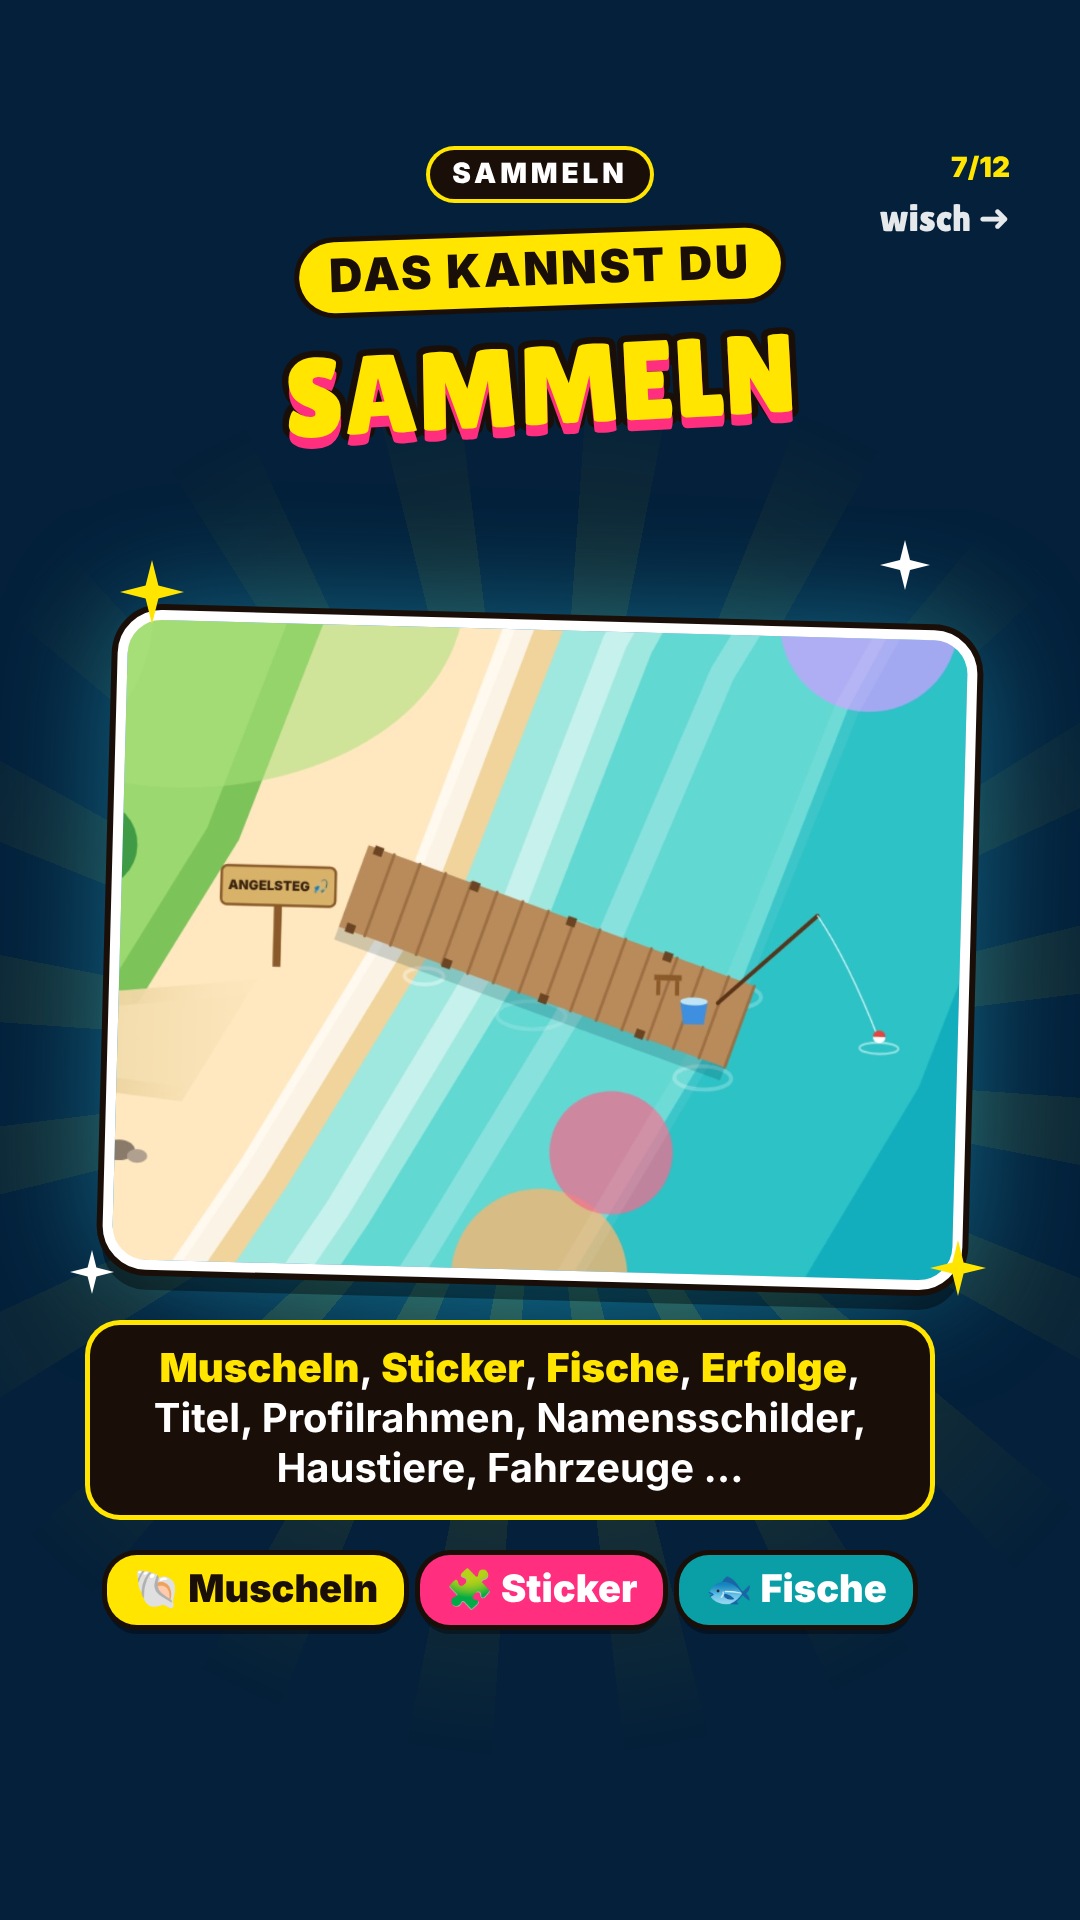 SAMMELN
7/12
wisch →
DAS KANNST DU
SAMMELN
ANGELSTEG 🎣
Muscheln, Sticker, Fische, Erfolge,
Titel, Profilrahmen, Namensschilder,
Haustiere, Fahrzeuge ...
🐚 Muscheln
🧩 Sticker
🐟 Fische